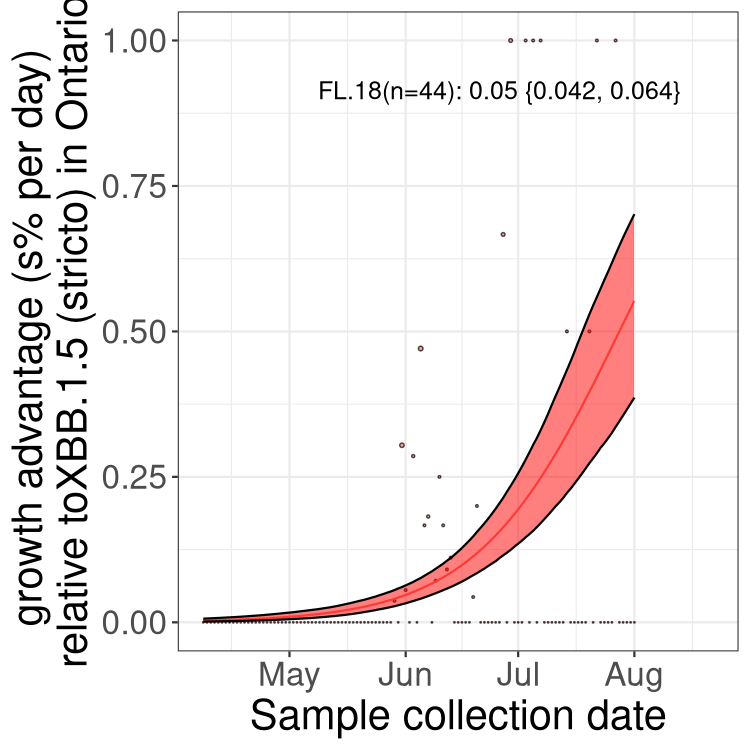 growth advantage (s% per day)
relative toXBB.1.5 (stricto) in Ontario
1.00
0.75
0.50
0.25
0.00
FL.18(n=44): 0.05 {0.042, 0.064}
May Jun Jul Aug
Sample collection date